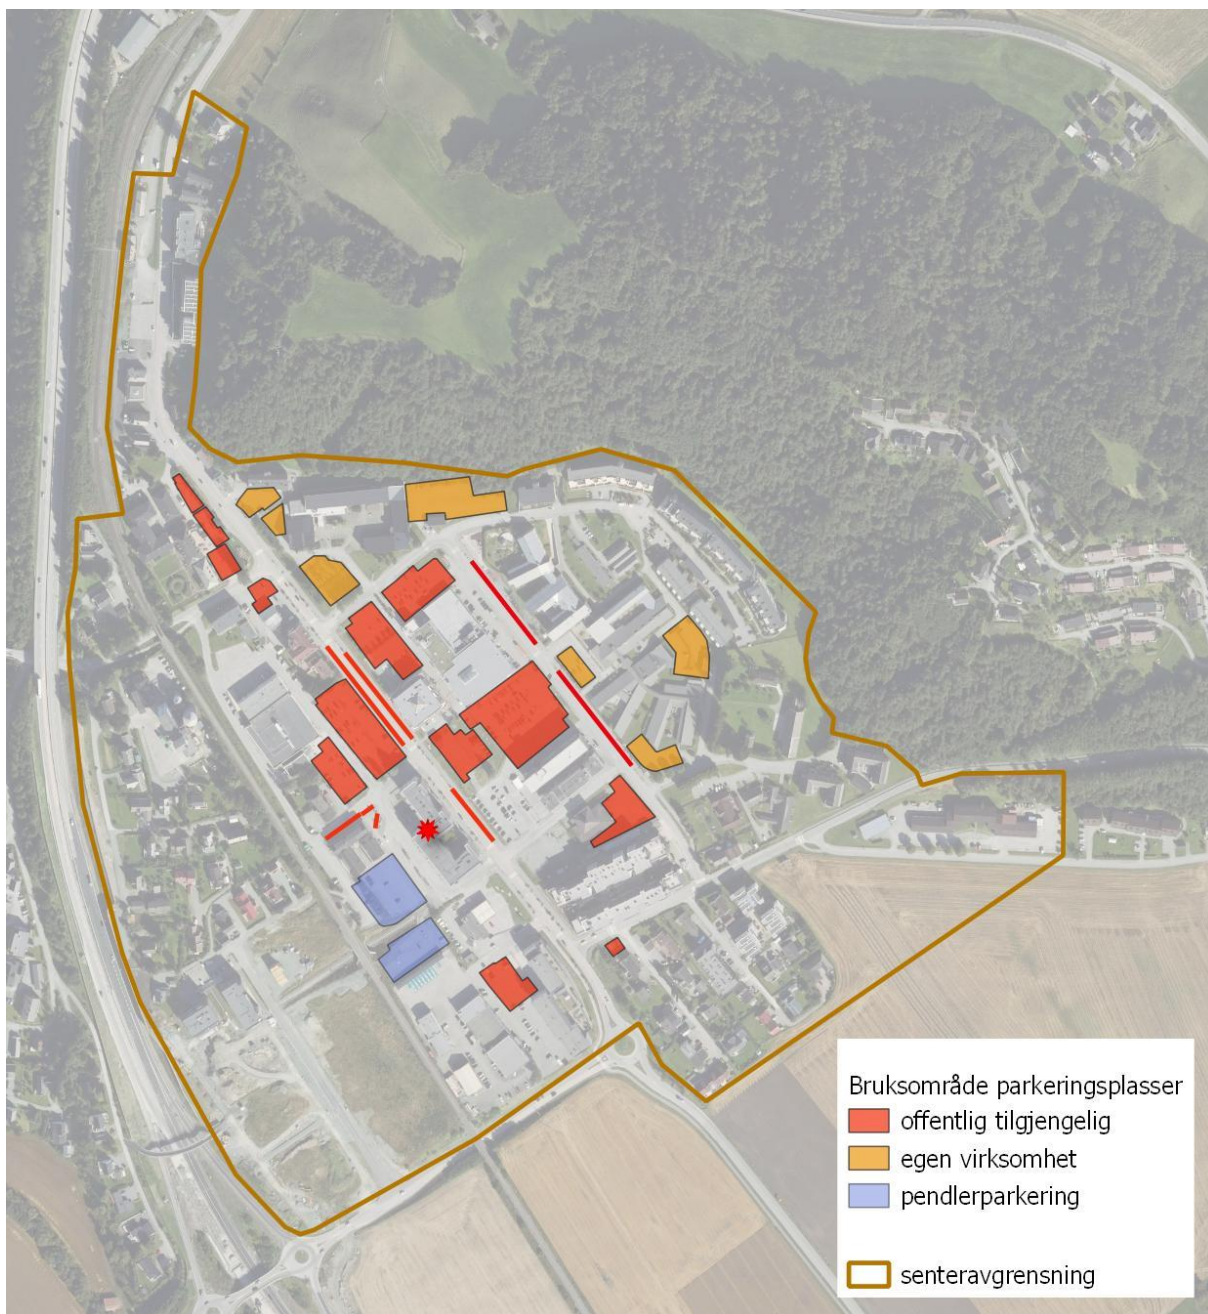 Bruksområde parkeringsplasser
offentlig tilgjengelig
egen virksomhet
pendlerparkering
senteravgrensning